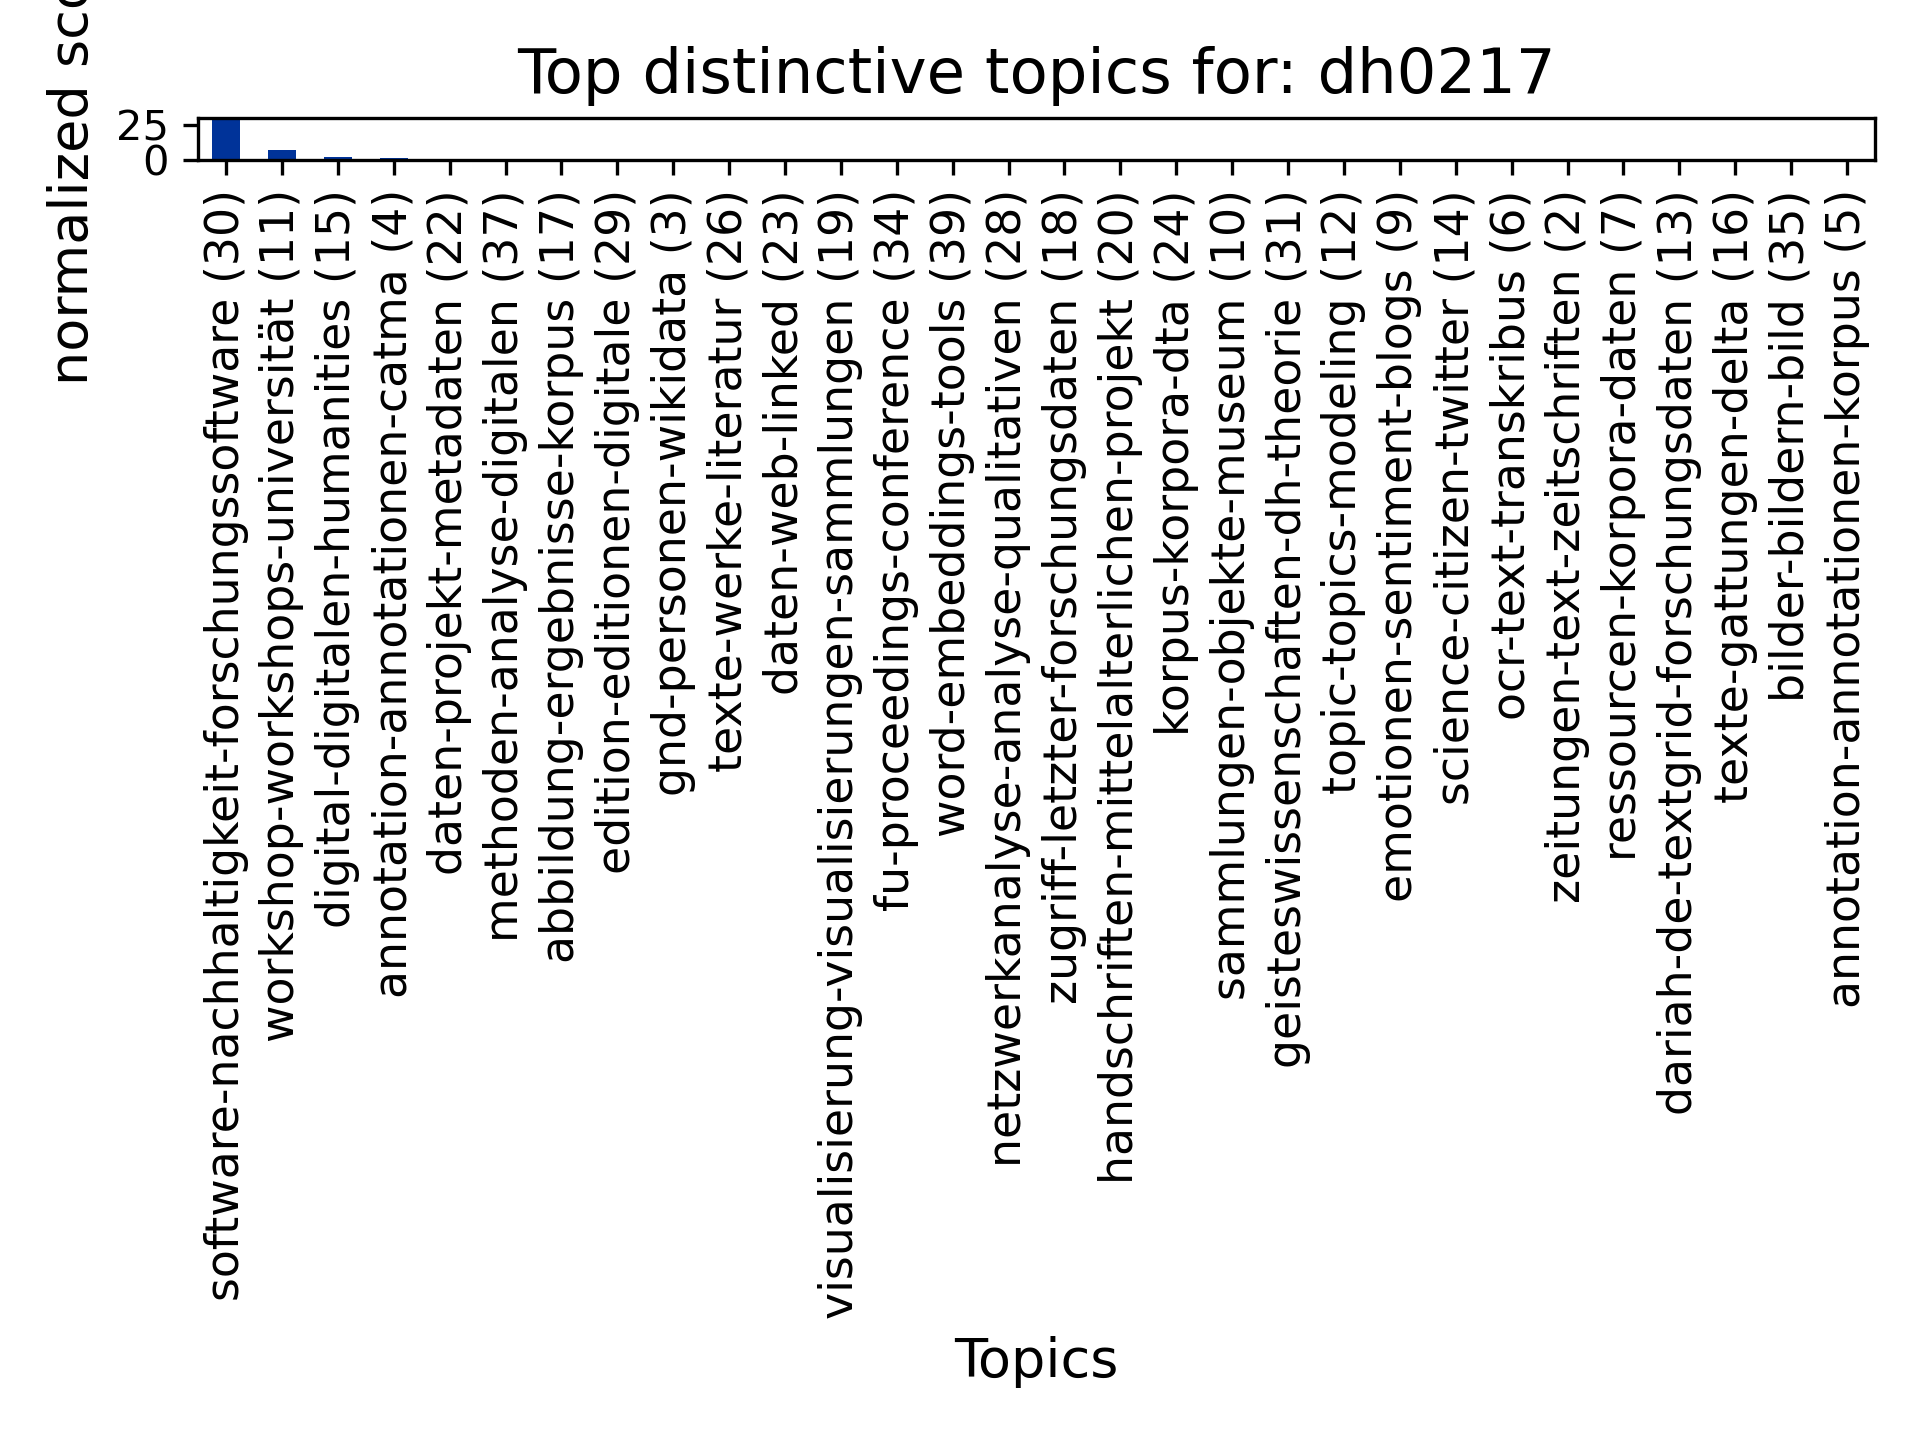 Top distinctive topics for: dh0217
normalized
25
0
software-nachhaltigkeit-forschungssoftware (30)
workshop-workshops-universität (11)
digital-digitalen-humanities (15)
annotation-annotationen-catma (4)
daten-projekt-metadaten (22)
methoden-analyse-digitalen (37)
abbildung-ergebnisse-korpus (17)
edition-editionen-digitale (29)
gnd-personen-wikidata (3)
texte-werke-literatur (26)
daten-web-linked (23)
visualisierung-visualisierungen-sammlungen (19)
fu-proceedings-conference (34)
word-embeddings-tools (39)
netzwerkanalyse-analyse-qualitativen (28)
zugriff-letzter-forschungsdaten (18)
handschriften-mittelalterlichen-projekt (20)
korpus-korpora-dta (24)
sammlungen-objekte-museum (10)
geisteswissenschaften-dh-theorie (31)
topic-topics-modeling (12)
emotionen-sentiment-blogs (9)
science-citizen-twitter (14)
ocr-text-transkribus (6)
zeitungen-text-zeitschriften (2)
ressourcen-korpora-daten (7)
dariah-de-textgrid-forschungsdaten (13)
texte-gattungen-delta (16)
bilder-bildern-bild (35)
annotation-annotationen-korpus (5)
Topics